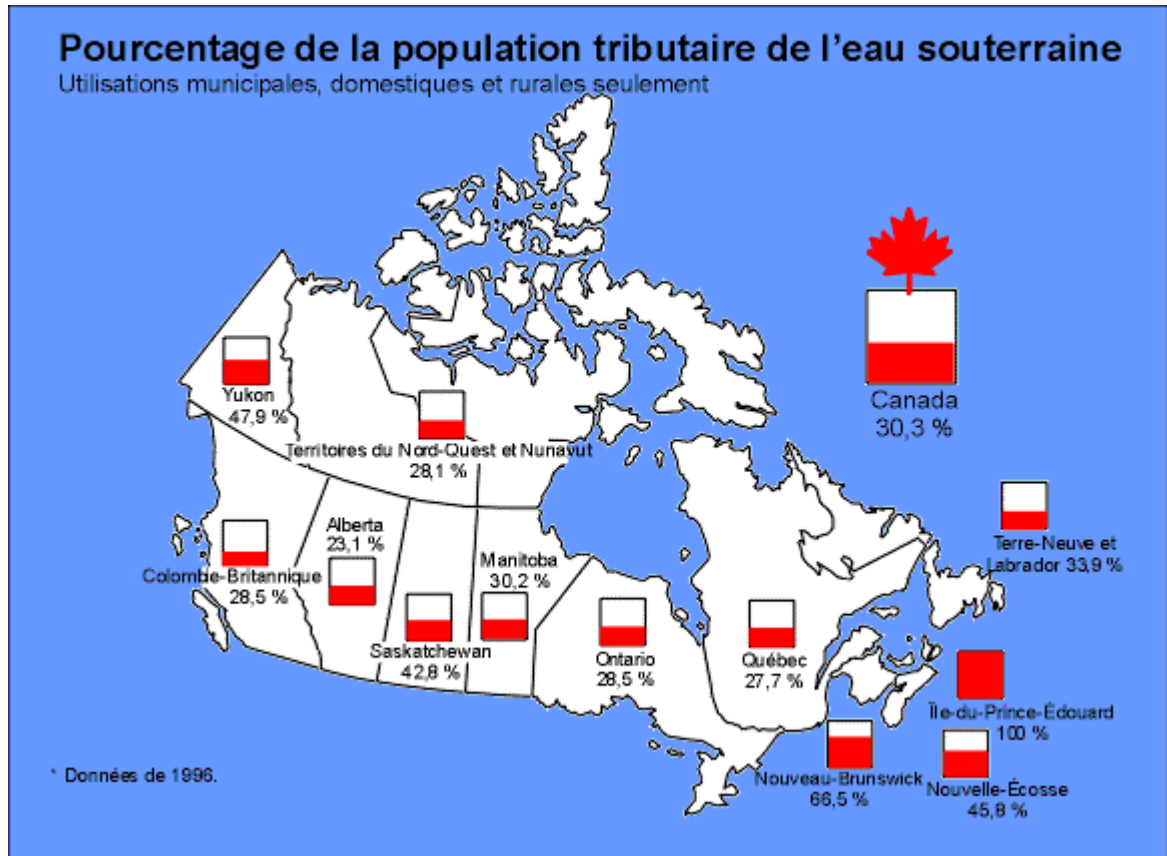 Pourcentage de la population tributaire de l'eau souterraine
Utilisations municipales, domestiques et rurales seulement
Canada
30,3 %
Yukon
47,9 %
Territoires du Nord-Ouest et Nunavut
28,1 %
Colombie-Britannique
28,5 %
Alberta
23,1 %
Saskatchewan
42,8 %
Manitoba
30,2 %
Ontario
28,5 %
Québec
27,7 %
Terre-Neuve et
Labrador 33,9 %
Île-du-Prince-Édouard
100 %
Nouveau-Brunswick
66,5 %
Nouvelle-Écosse
45,8 %
* Données de 1996.